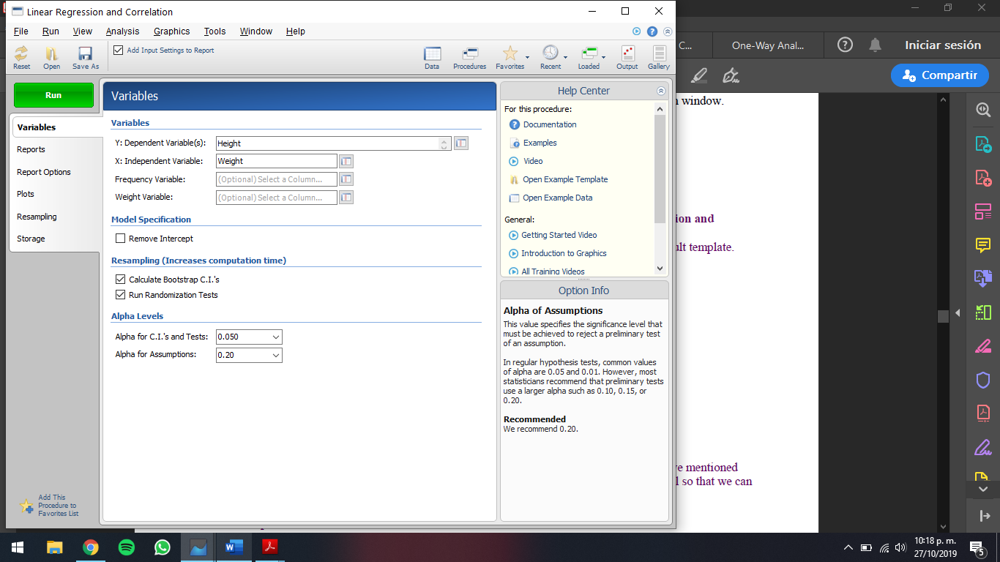 Linear Regression and Correlation
File Run View Analysis Graphics Tools Window Help
Reset Open Save As
Add Input Settings to Report
Data Procedures Favorites Recent Loaded Output Gallery
Run
Variables
Reports
Report Options
Plots
Resampling
Storage
Add This
Procedure to
Favorites List
Variables
Variables
Y: Dependent Variable(s): Height
X: Independent Variable: Weight
Frequency Variable: (Optional) Select a Column...
Weight Variable: (Optional) Select a Column...
Model Specification
Remove Intercept
Resampling (Increases computation time)
Calculate Bootstrap C.I.'s
Run Randomization Tests
Alpha Levels
Alpha for C.I.'s and Tests: 0.050
Alpha for Assumptions: 0.20
Help Center
For this procedure:
Documentation
Examples
Video
Open Example Template
Open Example Data
General:
Getting Started Video
Introduction to Graphics
All Training Videos
Option Info
Alpha of Assumptions
This value specifies the significance level that
must be achieved to reject a preliminary test
of an assumption.
In regular hypothesis tests, common values
of alpha are 0.05 and 0.01. However, most
statisticians recommend that preliminary tests
use a larger alpha such as 0.10, 0.15, or
0.20.
Recommended
We recommend 0.20.
C... One-Way Anal... Iniciar sesión
Compartir
window.
ion and
ult template.
e mentioned
l so that we can
10:18 p. m.
27/10/2019
5